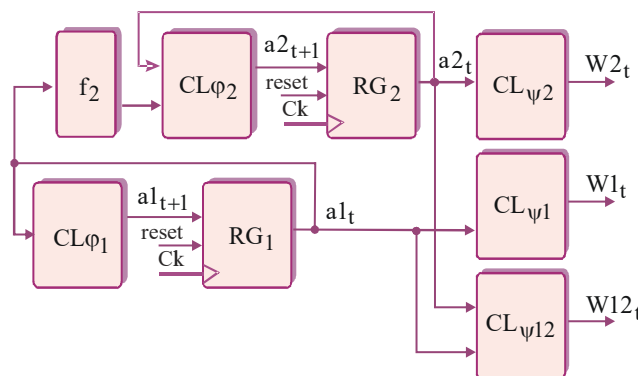 a2t+1
a2t
W2t
f2
CLφ2
reset
Ck
RG2
CLψ2
a1t+1
a1t
W1t
CLφ1
reset
Ck
RG1
CLψ1
W12t
CLψ12